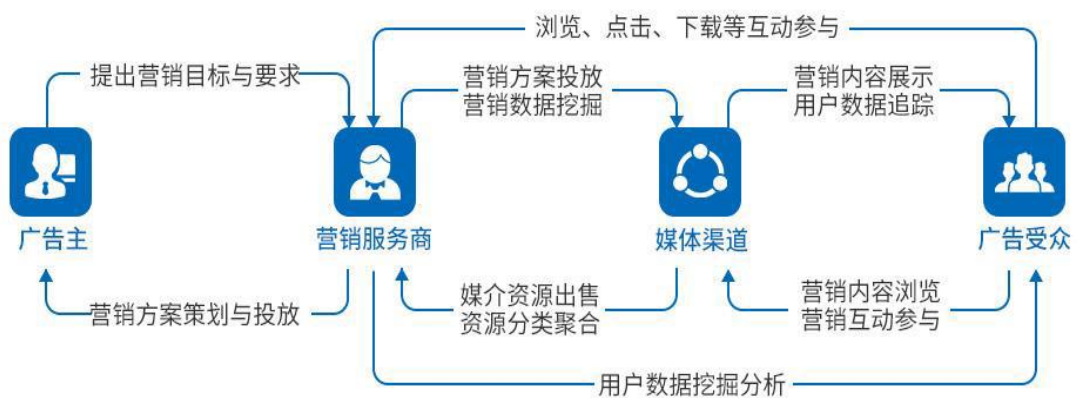 浏览、点击、下载等互动参与
提出营销目标与要求
营销方案投放
营销数据挖掘
营销内容展示
用户数据追踪
广告主
营销服务商
媒体渠道
广告受众
营销方案策划与投放
媒介资源出售
资源分类聚合
营销内容浏览
营销互动参与
用户数据挖掘分析